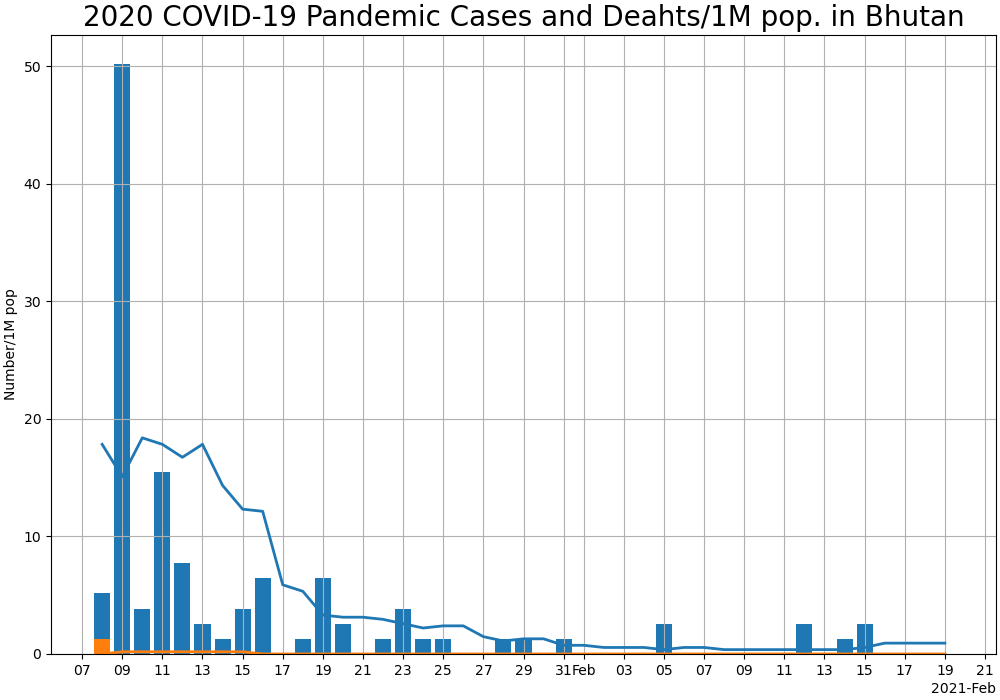 2020 COVID-19 Pandemic Cases and Deahts/1M pop. in Bhutan
Number/1M pop
50
40
30
20
10
0
07 09 11 13 15 17 19 21 23 25 27 29 31 Feb 03 05 07 09 11 13 15 17 19 21
2021-Feb